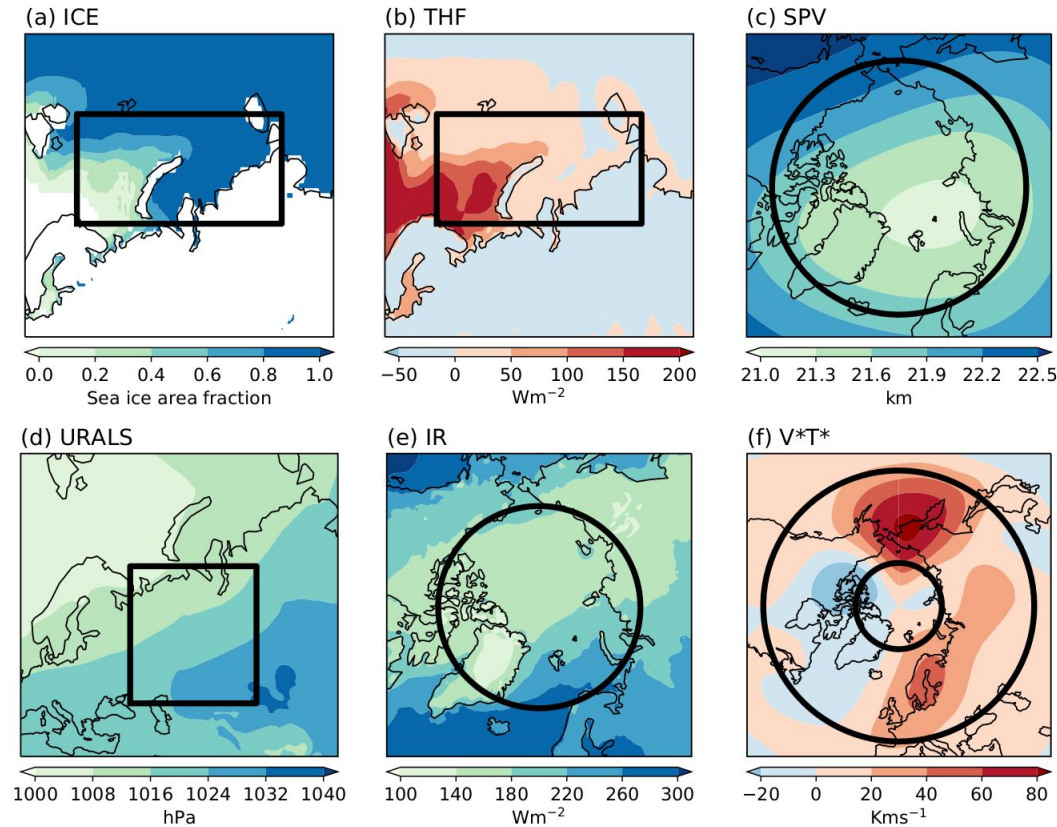 (a) ICE
(b) THF
(c) SPV
0.0 0.2 0.4 0.6 0.8 1.0
Sea ice area fraction
−50 0 50 100 150 200
Wm−2
21.0 21.3 21.6 21.9 22.2 22.5
km
(d) URALS
(e) IR
(f) V*T*
1000 1008 1016 1024 1032 1040
hPa
100 140 180 220 260 300
Wm−2
−20 0 20 40 60 80
Kms−1